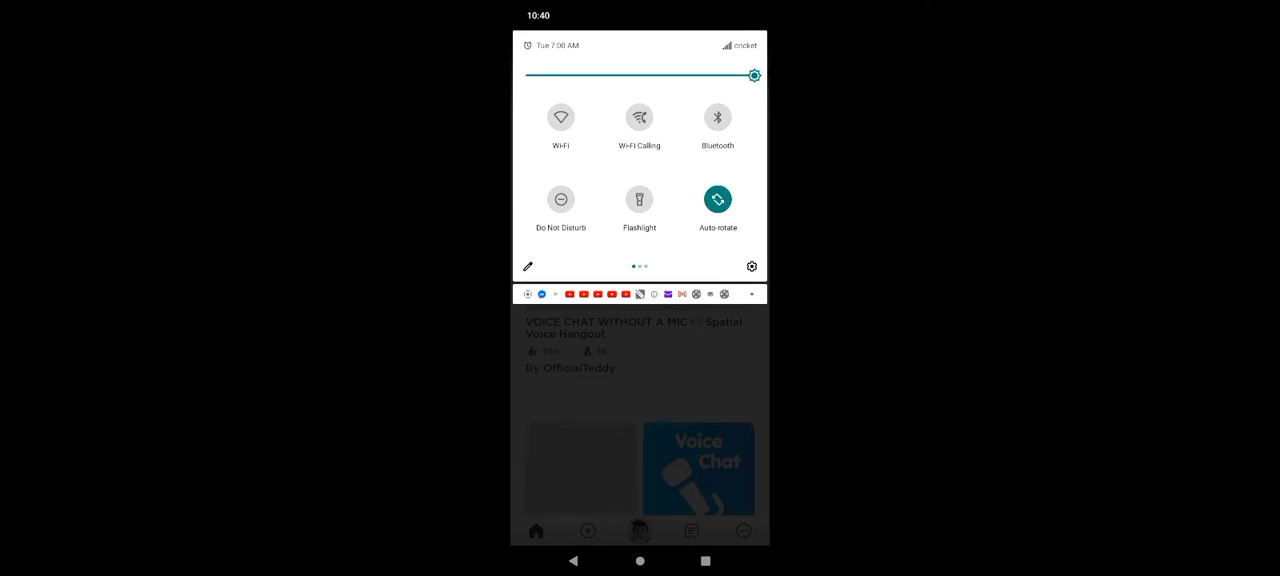 10:40
Tue 7:00 AM
cricket
Wi-Fi
Wi-Fi Calling
Bluetooth
Do Not Disturb
Flashlight
Auto-rotate
VOICE CHAT WITHOUT A MIC Spatial
Voice Hangout
By OfficialTeddy
Voice
Chat